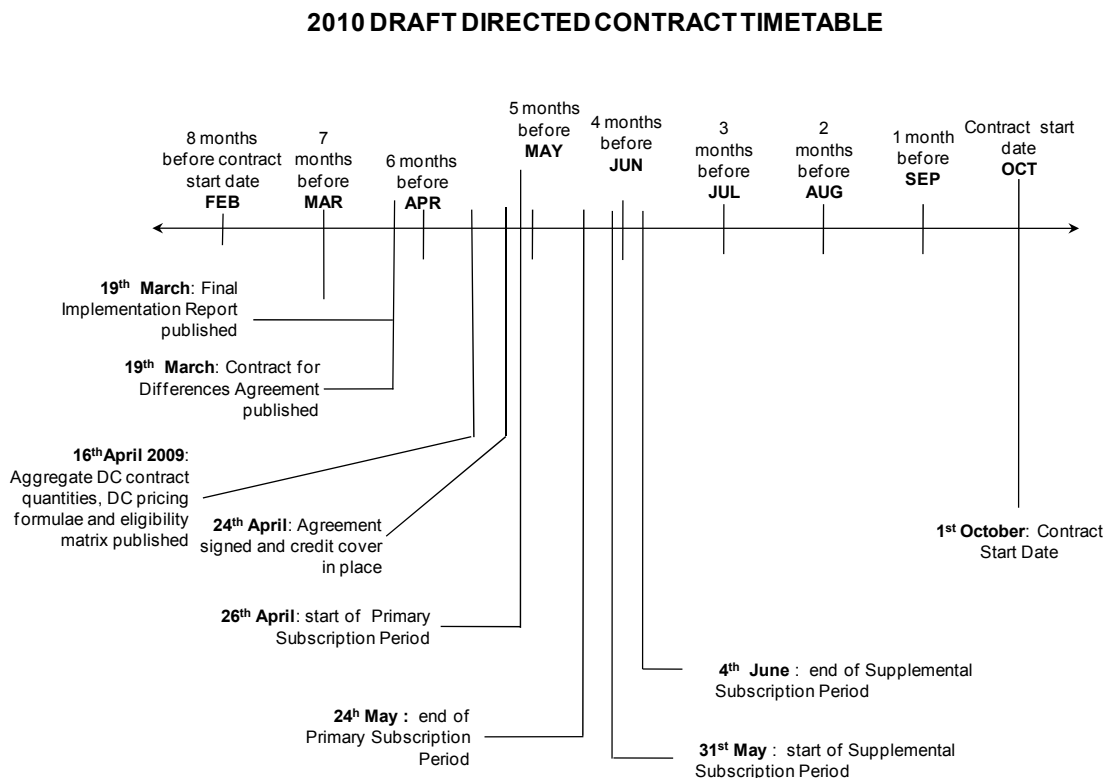 2010 DRAFT DIRECTED CONTRACT TIMETABLE
8 months
before contract
start date
FEB
7
months
before
MAR
6 months
before
APR
5 months
before
MAY
4 months
before
JUN
3
months
before
JUL
2
months
before
AUG
1 month
before
SEP
Contract start
date
OCT
19th March: Final
Implementation Report
published
19th March: Contract for
Differences Agreement
published
16thApril 2009:
Aggregate DC contract
quantities, DC pricing
formulae and eligibility
matrix published
24th April: Agreement
signed and credit cover
in place
1st October: Contract
Start Date
26th April: start of Primary
Subscription Period
4th June : end of Supplemental
Subscription Period
24h May : end of
Primary Subscription
Period
31st May : start of Supplemental
Subscription Period